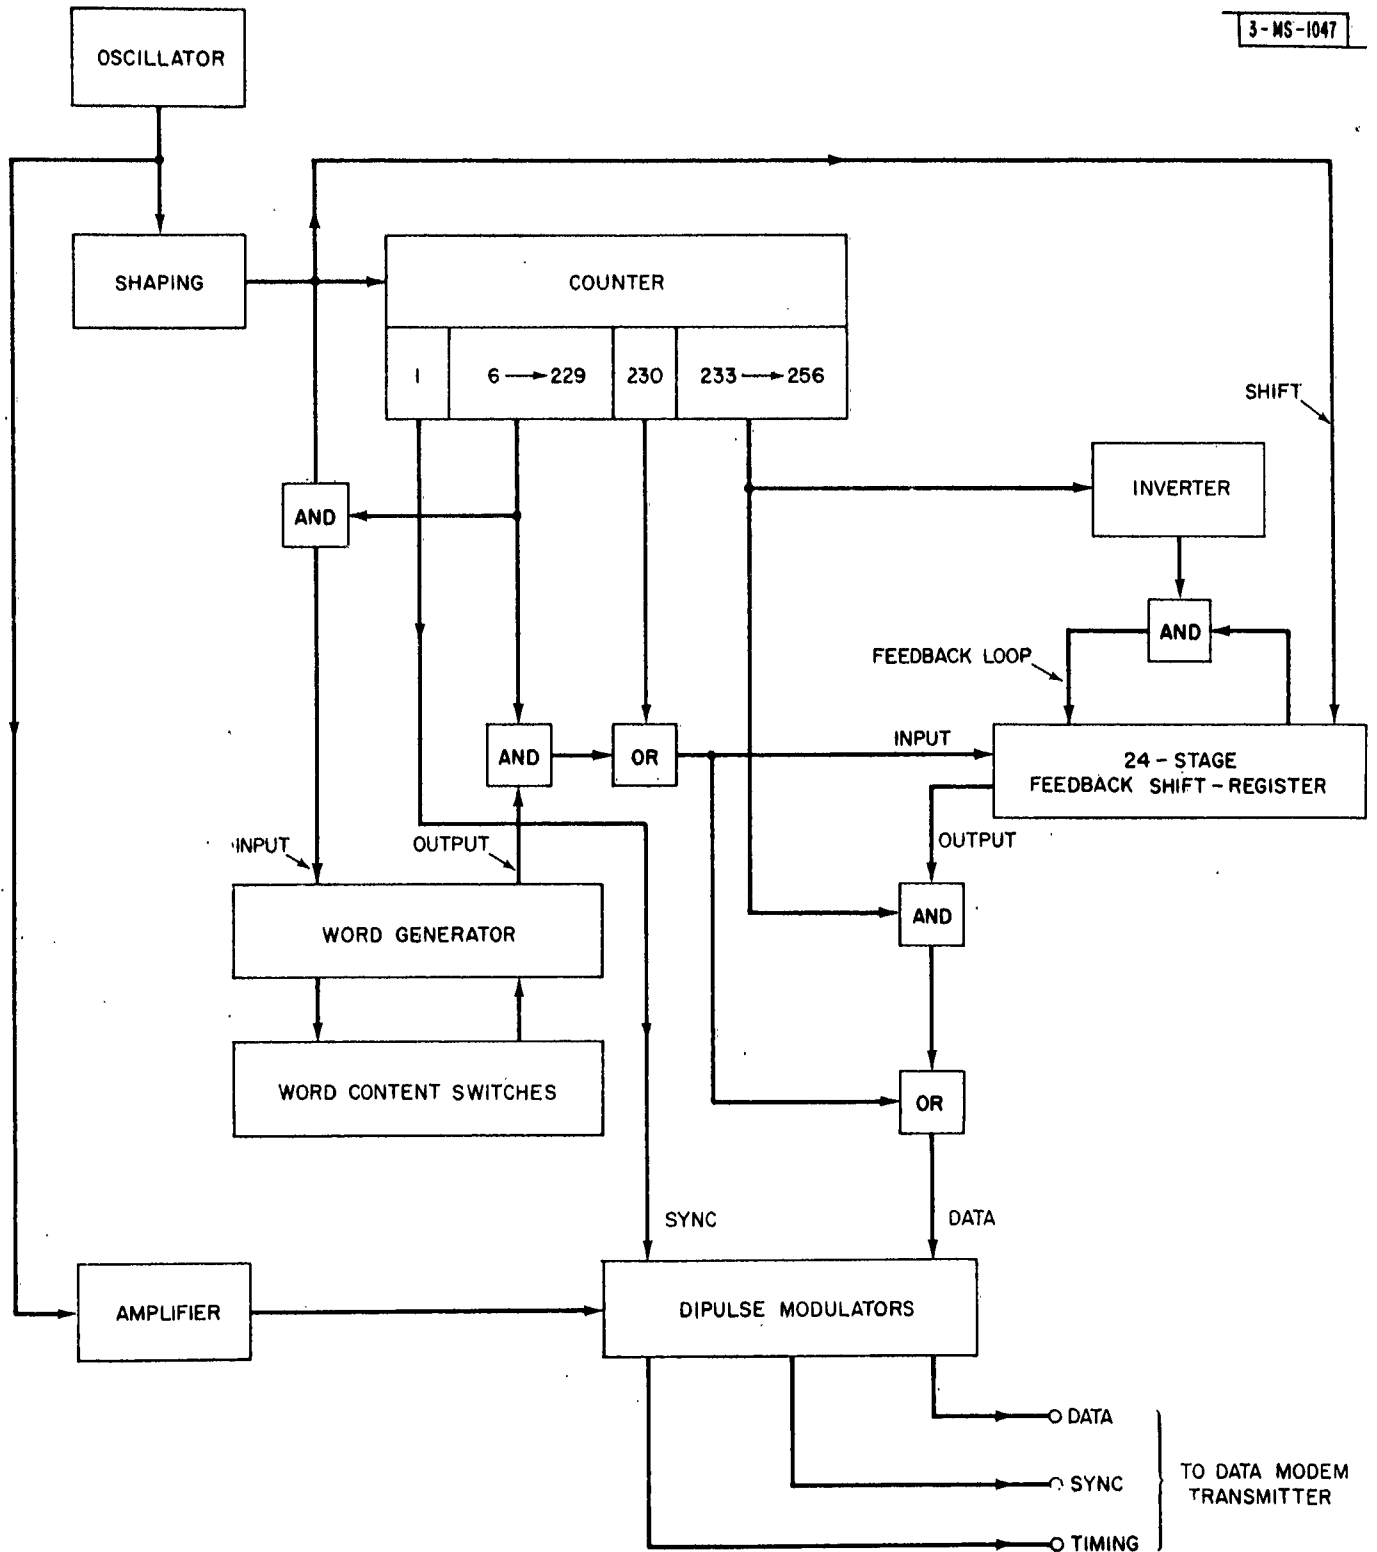 3-MS-1047
OSCILLATOR
SHAPING
COUNTER
1
6 → 229
230
233 → 256
SHIFT
INVERTER
AND
AND
FEEDBACK LOOP
AND
OR
INPUT
24-STAGE
FEEDBACK SHIFT-REGISTER
INPUT
OUTPUT
OUTPUT
AND
WORD GENERATOR
WORD CONTENT SWITCHES
OR
SYNC
DATA
AMPLIFIER
DIPULSE MODULATORS
DATA
SYNC
TIMING
TO DATA MODEM
TRANSMITTER